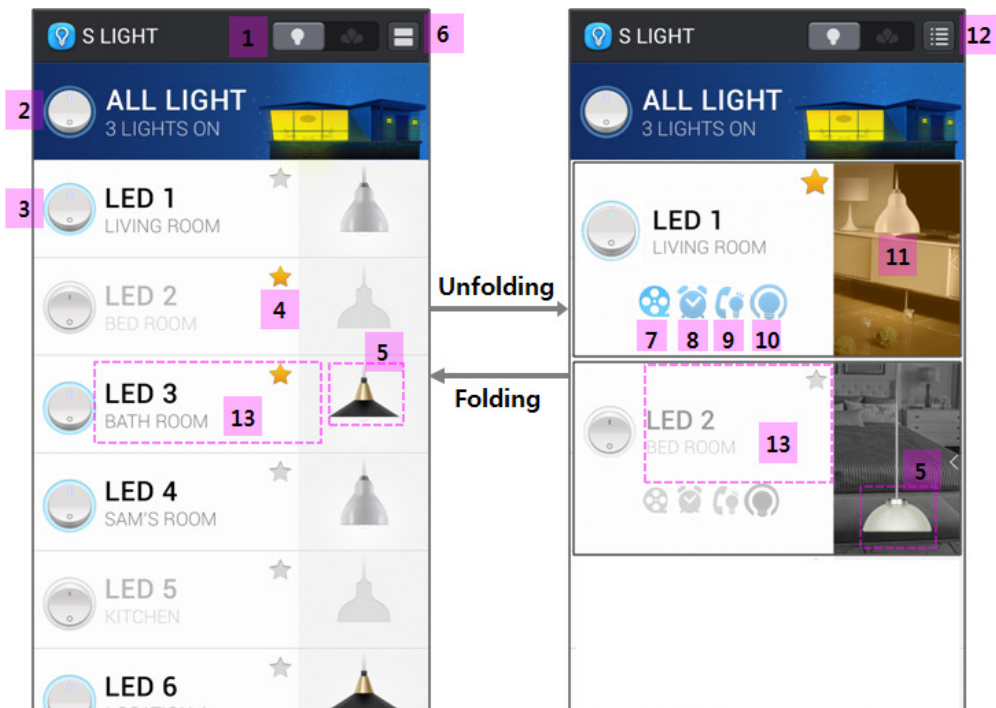 S LIGHT
1
6
2
ALL LIGHT
3 LIGHTS ON
3
LED 1
LIVING ROOM
LED 2
BED ROOM
4
5
LED 3
BATH ROOM
13
LED 4
SAM'S ROOM
LED 5
KITCHEN
LED 6
Unfolding
Folding
S LIGHT
12
ALL LIGHT
3 LIGHTS ON
LED 1
LIVING ROOM
11
7
8
9
10
LED 2
BED ROOM
13
5